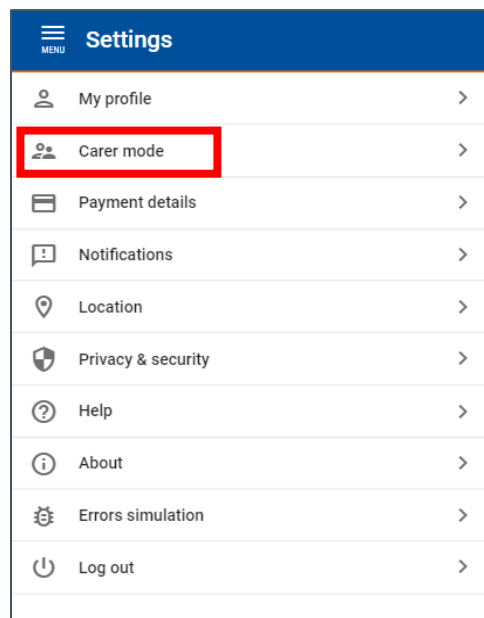 MENU Settings
My profile
Carer mode
Payment details
Notifications
Location
Privacy & security
Help
About
Errors simulation
Log out